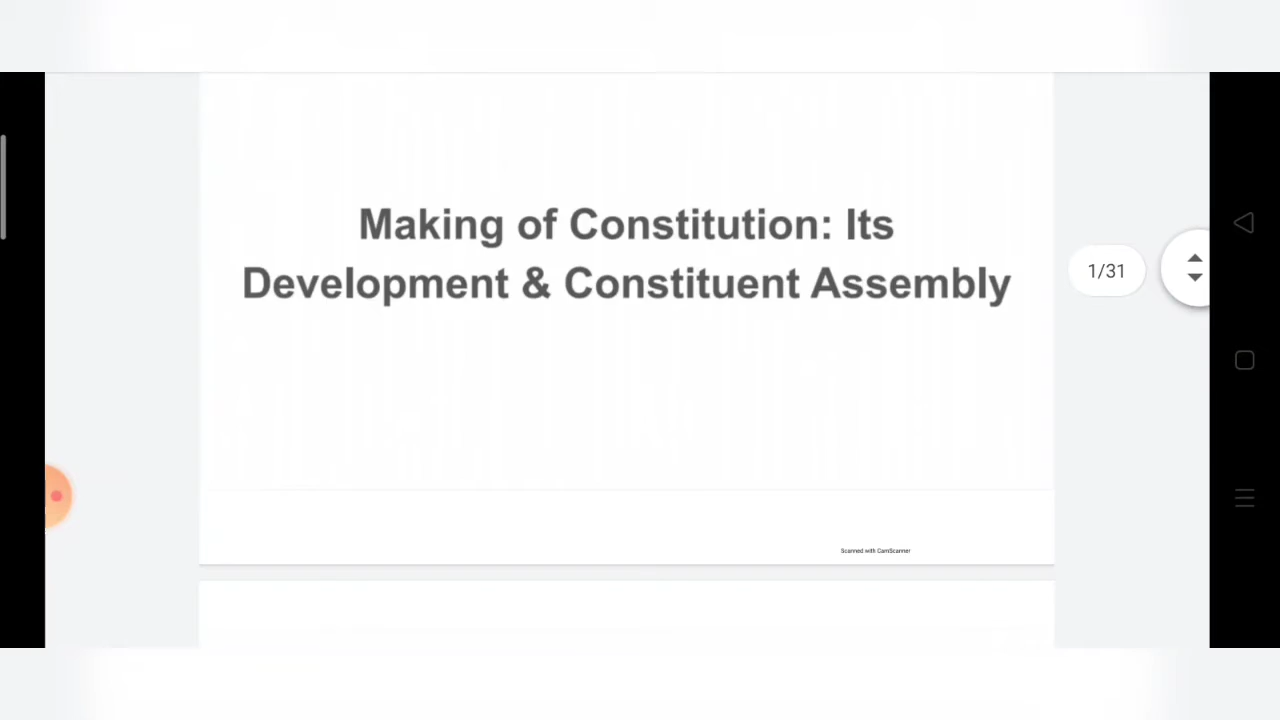 Making of Constitution: Its
Development & Constituent Assembly
1/31
Scanned with CamScanner